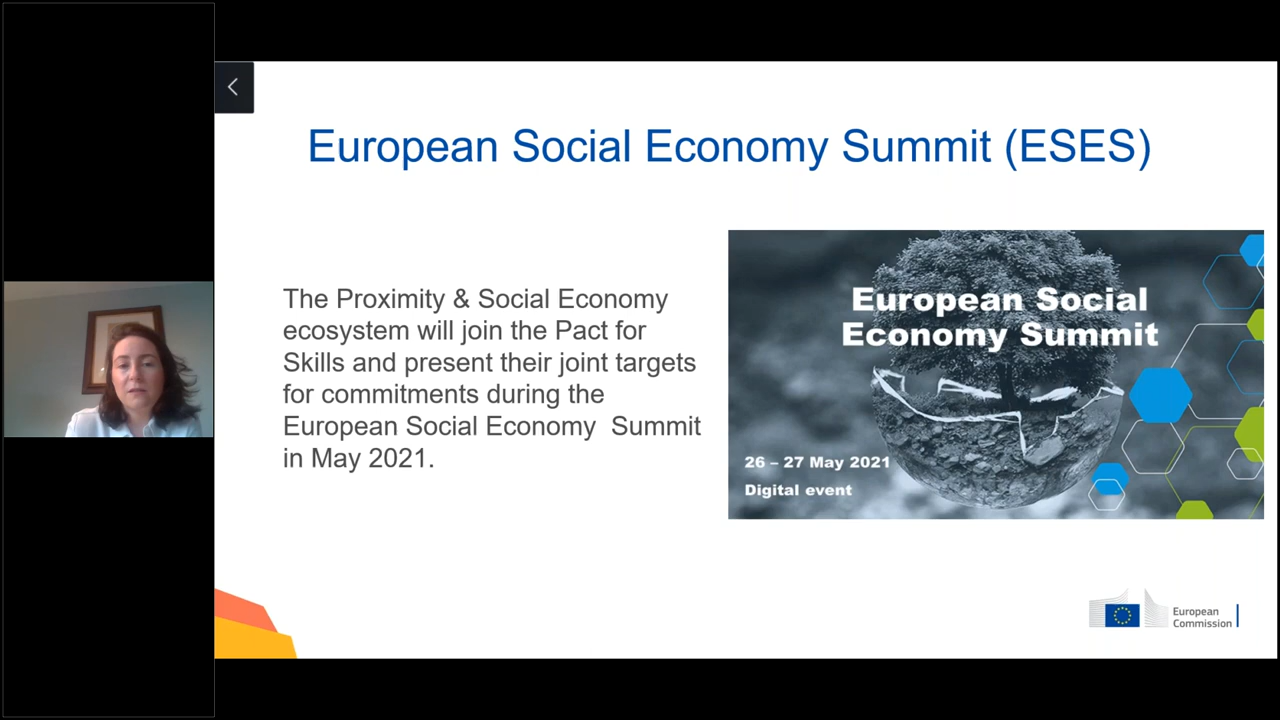 European Social Economy Summit (ESES)
The Proximity & Social Economy
ecosystem will join the Pact for
Skills and present their joint targets
for commitments during the
European Social Economy  Summit
in May 2021.
European Social
Economy Summit
26 – 27 May 2021
Digital event
European
Commission